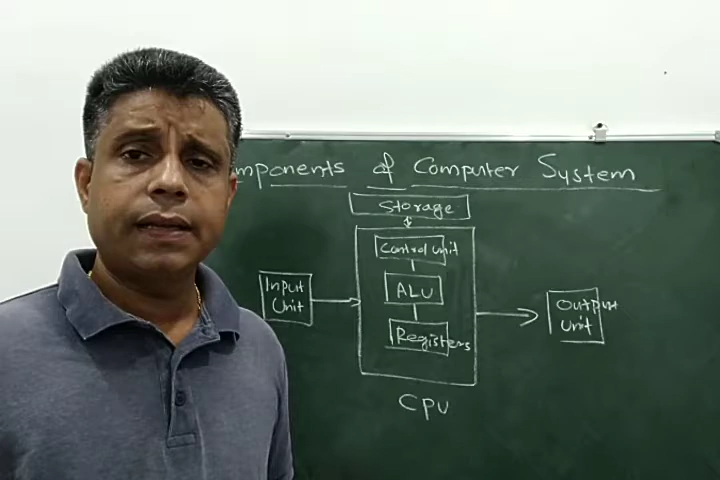 mponents of Computer System
Storage
Control unit
Input
Unit
ALU
Output
unit
Registers
CPU